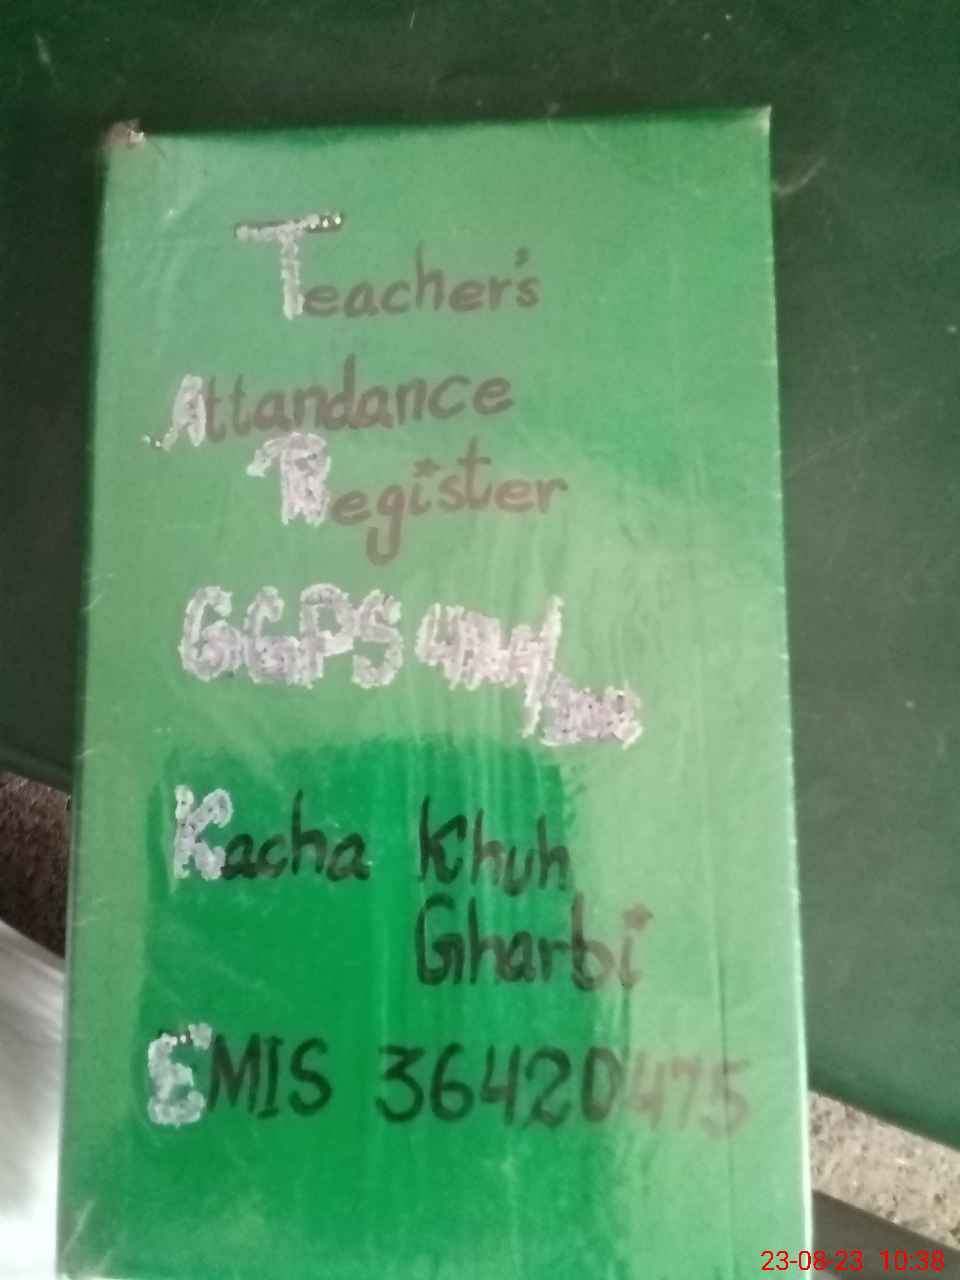 Teacher's
Attandance
Register
GGPS
Kacha Khuh
Gharbi
EMIS 36420475
23-08-23 10:38